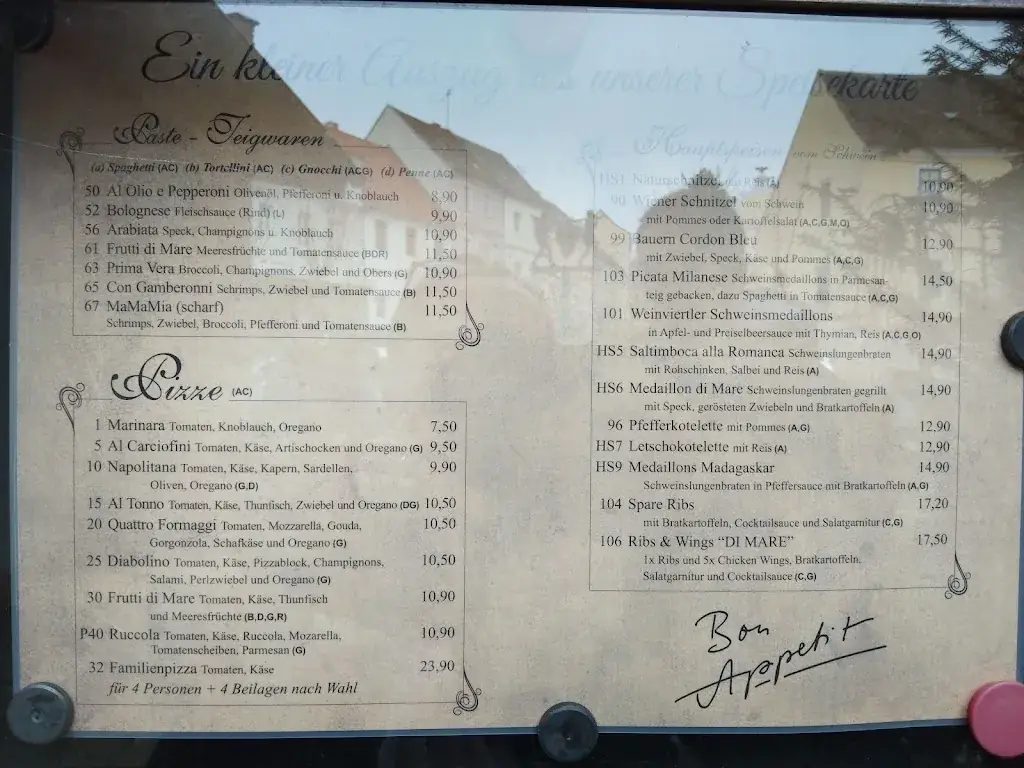 Ein kleiner Auszug aus unserer Speisekarte
Paste - Teigwaren
(a) Spaghetti (AC) (b) Tortellini (AC) (c) Gnocchi (ACG) (d) Penne (AC)
50 Al Olio e Pepperoni Olivenöl, Pfefferoni u. Knoblauch 8,90
52 Bolognese Fleischsauce (Rind) (L) 9,90
56 Arabiata Speck, Champignons u. Knoblauch 10,90
61 Frutti di Mare Meeresfrüchte und Tomatensauce (BDR) 11,50
63 Prima Vera Broccoli, Champignons, Zwiebel und Obers (G) 10,90
65 Con Gamberonni Schrimps, Zwiebel und Tomatensauce (B) 11,50
67 MaMaMia (scharf) 11,50
Schrimps, Zwiebel, Broccoli, Pfefferoni und Tomatensauce (B)
Pizze (AC)
1 Marinara Tomaten, Knoblauch, Oregano 7,50
5 Al Carciofini Tomaten, Käse, Artischocken und Oregano (G) 9,50
10 Napolitana Tomaten, Käse, Kapern, Sardellen, 9,90
Oliven, Oregano (G,D)
15 Al Tonno Tomaten, Käse, Thunfisch, Zwiebel und Oregano (DG) 10,50
20 Quattro Formaggi Tomaten, Mozzarella, Gouda, 10,50
Gorgonzola, Schafkäse und Oregano (G)
25 Diabolino Tomaten, Käse, Pizzablock, Champignons, 10,50
Salami, Perlzwiebel und Oregano (G)
30 Frutti di Mare Tomaten, Käse, Thunfisch 10,90
und Meeresfrüchte (B,D,G,R)
P40 Ruccola Tomaten, Käse, Ruccola, Mozarella, 10,90
Tomatenscheiben, Parmesan (G)
32 Familienpizza Tomaten, Käse 23,90
für 4 Personen + 4 Beilagen nach Wahl
Hauptspeisen vom Schwein
HS1 Naturschnitzel mit Reis (A) 10,90
90 Wiener Schnitzel vom Schwein 10,90
mit Pommes oder Kartoffelsalat (A,C,G,M,O)
99 Bauern Cordon Bleu 12,90
mit Zwiebel, Speck, Käse und Pommes (A,C,G)
103 Picata Milanese Schweinsmedaillons in Parmesan- 14,50
teig gebacken, dazu Spaghetti in Tomatensauce (A,C,G)
101 Weinviertler Schweinsmedaillons 14,90
in Apfel- und Preiselbeersauce mit Thymian, Reis (A,C,G,O)
HS5 Saltimboca alla Romanca Schweinslungenbraten 14,90
mit Rohschinken, Salbei und Reis (A)
HS6 Medaillon di Mare Schweinslungenbraten gegrillt 14,90
mit Speck, gerösteten Zwiebeln und Bratkartoffeln (A)
96 Pfefferkotelette mit Pommes (A,G) 12,90
HS7 Letschokotelette mit Reis (A) 12,90
HS9 Medaillons Madagaskar 14,90
Schweinslungenbraten in Pfeffersauce mit Bratkartoffeln (A,G)
104 Spare Ribs 17,20
mit Bratkartoffeln, Cocktailsauce und Salatgarnitur (C,G)
106 Ribs & Wings “DI MARE” 17,50
1x Ribs und 5x Chicken Wings, Bratkartoffeln,
Salatgarnitur und Cocktailsauce (C,G)
Bon
Appetit